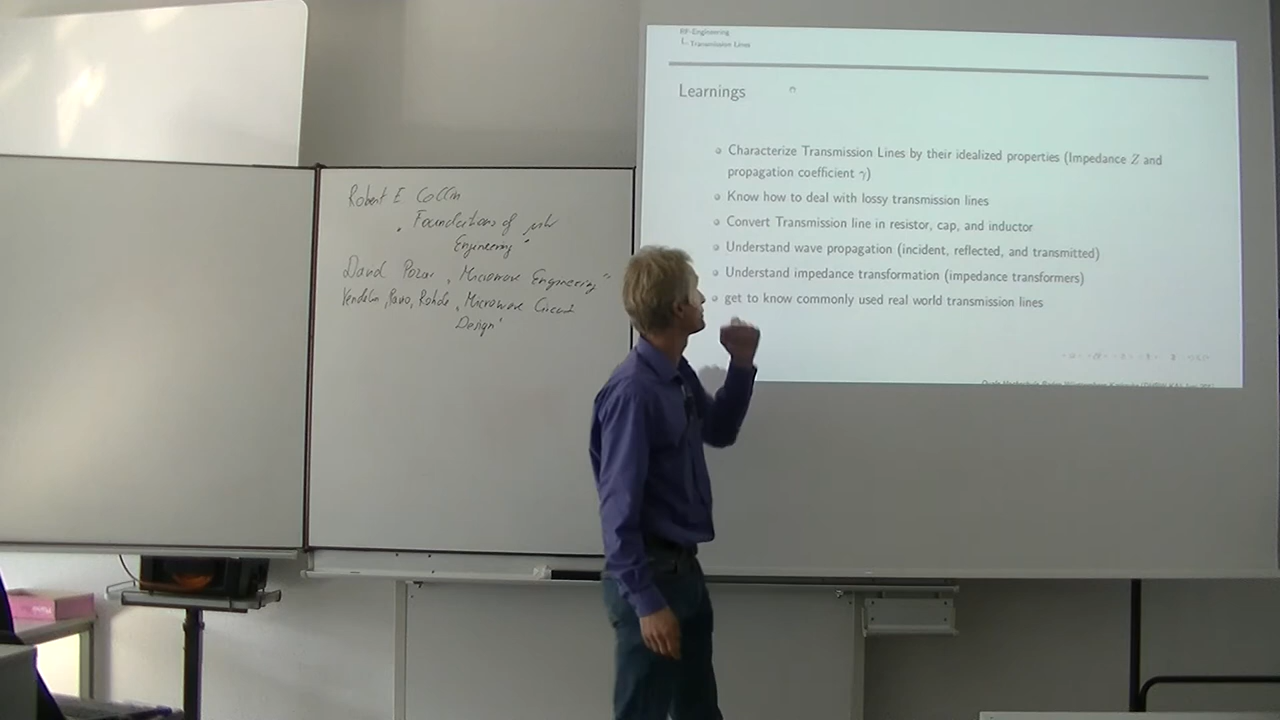 Robert E Collin
"Foundations of μW
Engineering"
David Pozar, "Microwave Engineering"
Vendelin, Pavio, Rohde, "Microwave Circuit
Design"
RF-Engineering
Transmission Lines
Learnings
Characterize Transmission Lines by their idealized properties (Impedance Z and
propagation coefficient γ)
Know how to deal with lossy transmission lines
Convert Transmission line in resistor, cap, and inductor
Understand wave propagation (incident, reflected, and transmitted)
Understand impedance transformation (impedance transformers)
get to know commonly used real world transmission lines